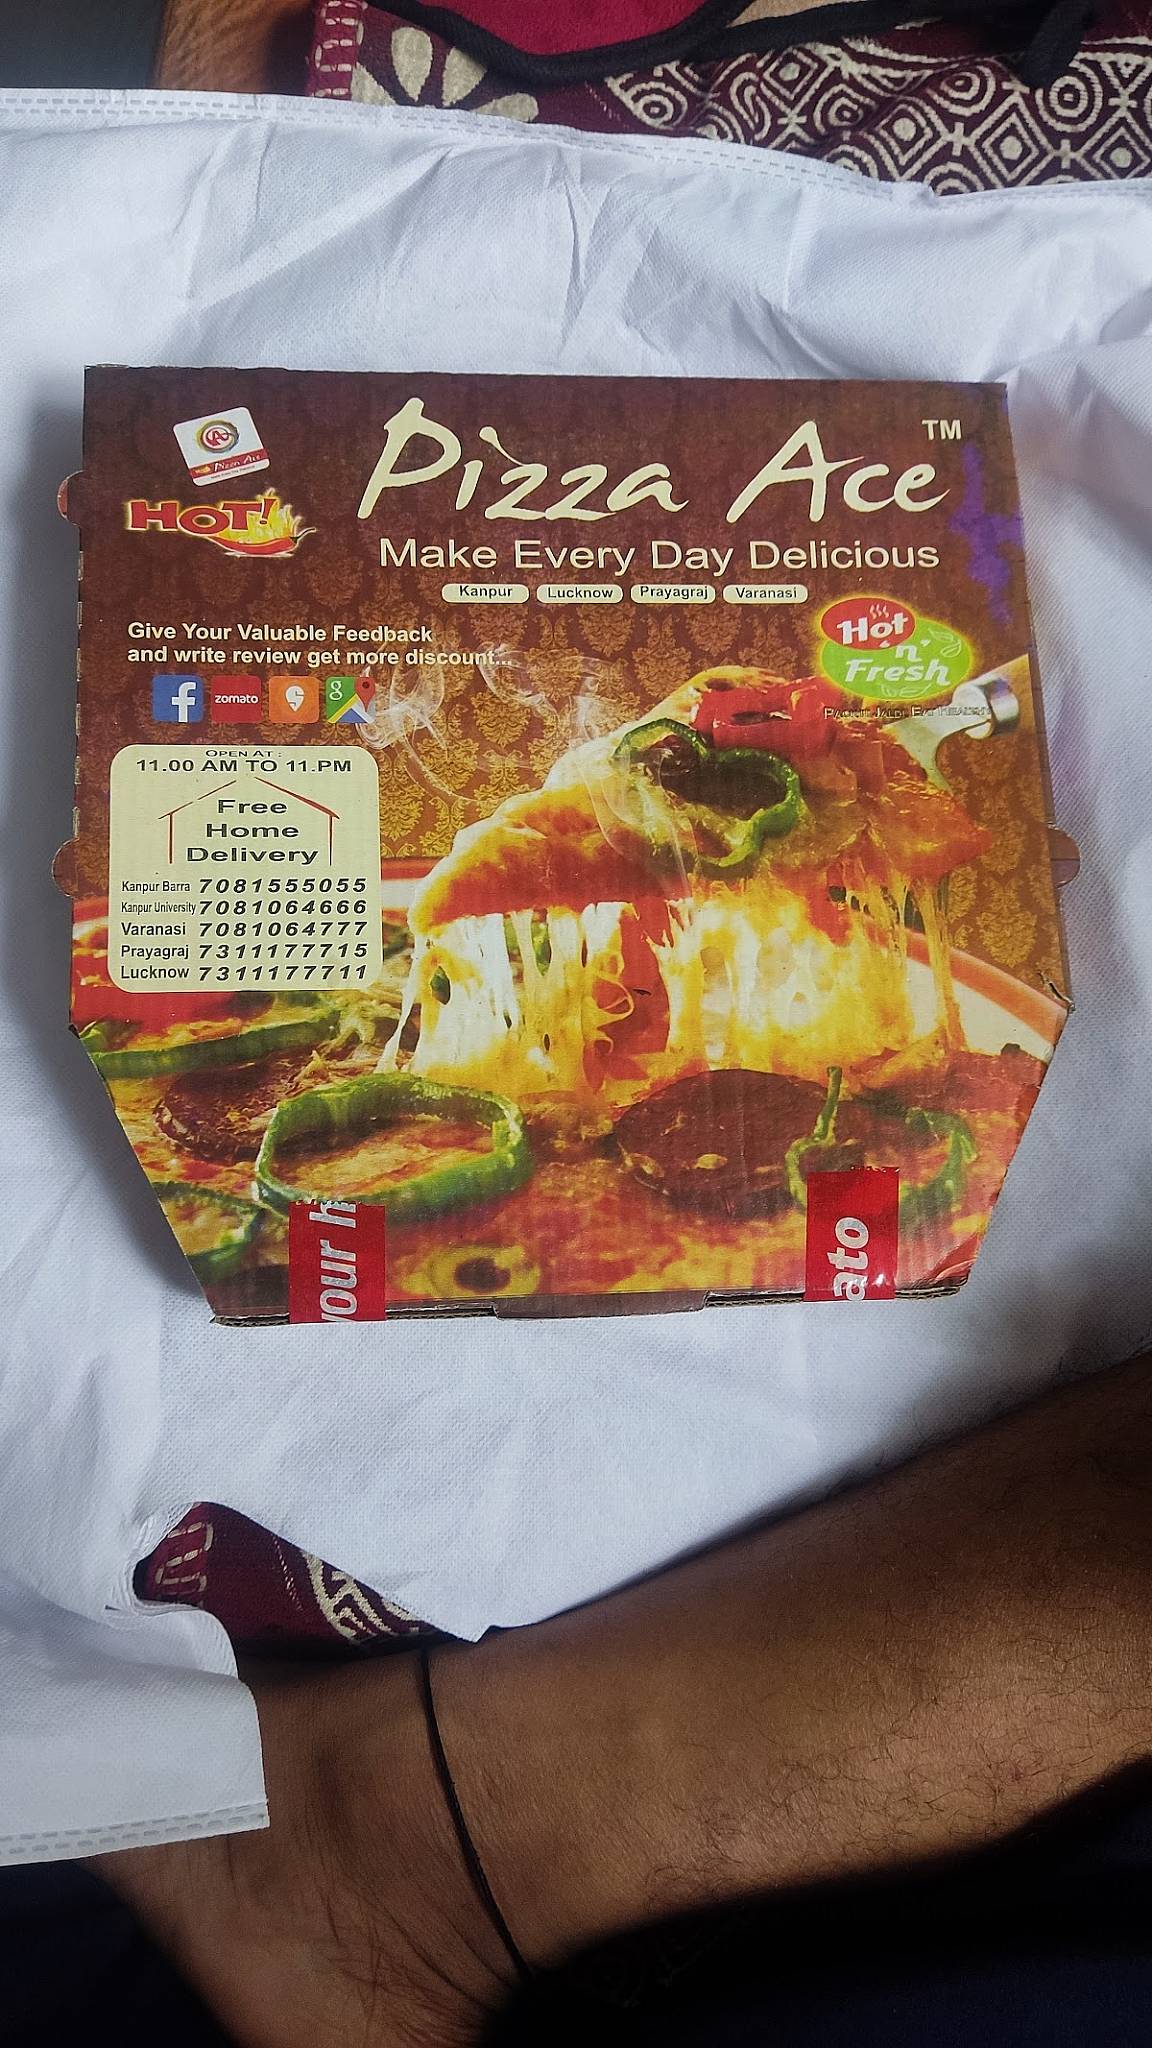 Pizza Ace
TM
Pizza Ace
HOT!
Make Every Day Delicious
Kanpur Lucknow Prayagraj Varanasi
Give Your Valuable Feedback
and write review get more discount...
f zomato g
Hot
'n'
Fresh
OPEN AT :
11.00 AM TO 11.PM
Free
Home
Delivery
Kanpur Barra 7081555055
Kanpur University 7081064666
Varanasi 7081064777
Prayagraj 7311177715
Lucknow 7311177711
your h
ato